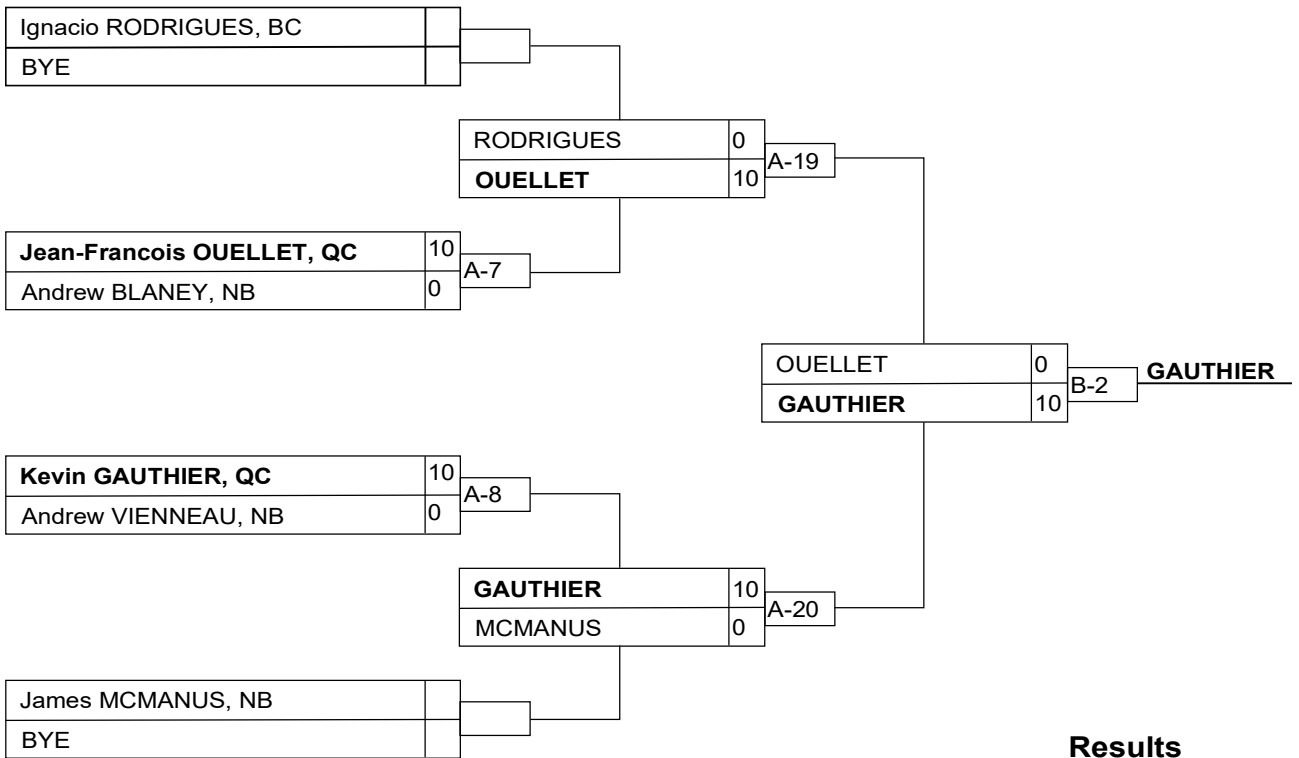 Ignacio RODRIGUES, BC
BYE
RODRIGUES 0
OUELLET 10
A-19
Jean-Francois OUELLET, QC 10
Andrew BLANEY, NB 0
A-7
OUELLET 0
GAUTHIER 10
B-2
GAUTHIER
Kevin GAUTHIER, QC 10
Andrew VIENNEAU, NB 0
A-8
GAUTHIER 10
MCMANUS 0
A-20
James MCMANUS, NB
BYE
Results